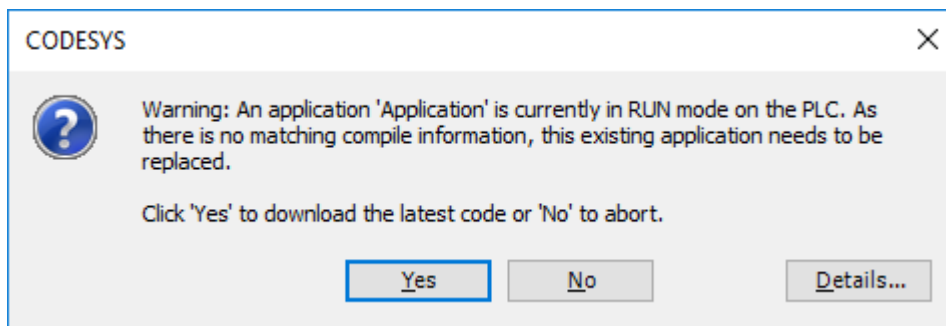 CODESYS
Warning: An application 'Application' is currently in RUN mode on the PLC. As
there is no matching compile information, this existing application needs to be
replaced.
Click 'Yes' to download the latest code or 'No' to abort.
Yes No Details...